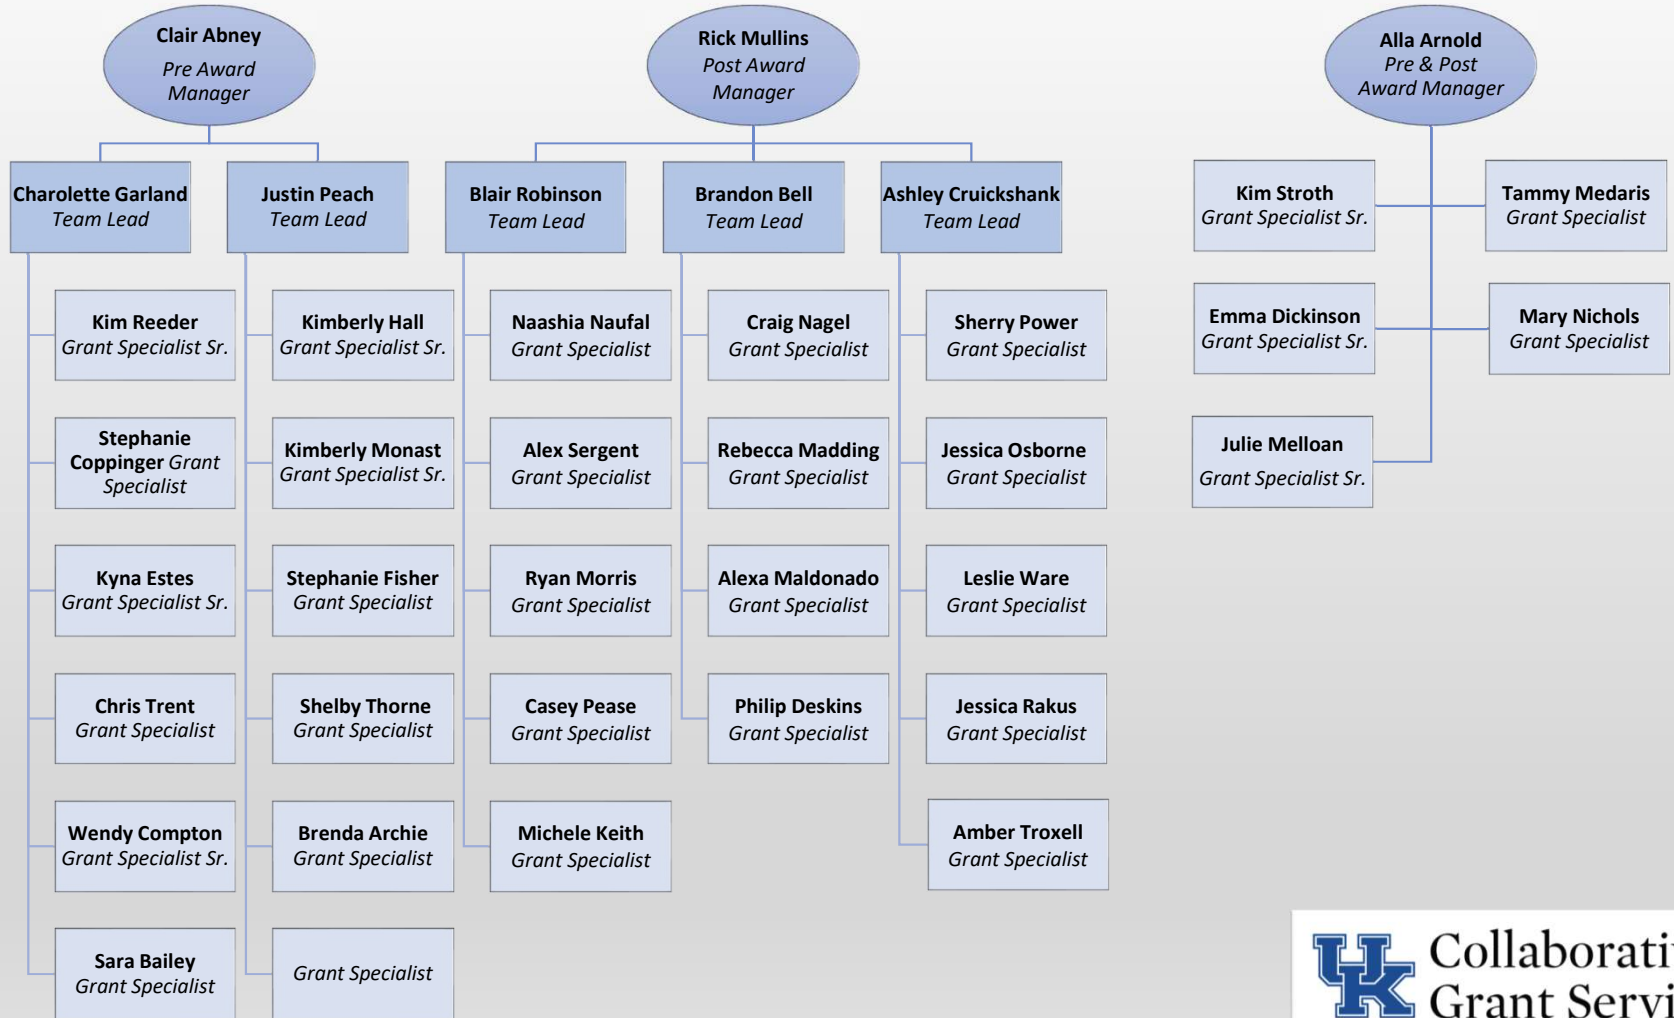 Clair Abney
Pre Award
Manager
Rick Mullins
Post Award
Manager
Alla Arnold
Pre & Post
Award Manager
Charolette Garland
Team Lead
Justin Peach
Team Lead
Blair Robinson
Team Lead
Brandon Bell
Team Lead
Ashley Cruickshank
Team Lead
Kim Stroth
Grant Specialist Sr.
Tammy Medaris
Grant Specialist
Kim Reeder
Grant Specialist Sr.
Kimberly Hall
Grant Specialist Sr.
Naashia Naufal
Grant Specialist
Craig Nagel
Grant Specialist
Sherry Power
Grant Specialist
Emma Dickinson
Grant Specialist Sr.
Mary Nichols
Grant Specialist
Stephanie
Coppinger Grant
Specialist
Kimberly Monast
Grant Specialist Sr.
Alex Sergent
Grant Specialist
Rebecca Madding
Grant Specialist
Jessica Osborne
Grant Specialist
Julie Melloan
Grant Specialist Sr.
Kyna Estes
Grant Specialist Sr.
Stephanie Fisher
Grant Specialist
Ryan Morris
Grant Specialist
Alexa Maldonado
Grant Specialist
Leslie Ware
Grant Specialist
Chris Trent
Grant Specialist
Shelby Thorne
Grant Specialist
Casey Pease
Grant Specialist
Philip Deskins
Grant Specialist
Jessica Rakus
Grant Specialist
Wendy Compton
Grant Specialist Sr.
Brenda Archie
Grant Specialist
Michele Keith
Grant Specialist
Amber Troxell
Grant Specialist
Sara Bailey
Grant Specialist
Grant Specialist
UK
Collaborativ
Grant Servi